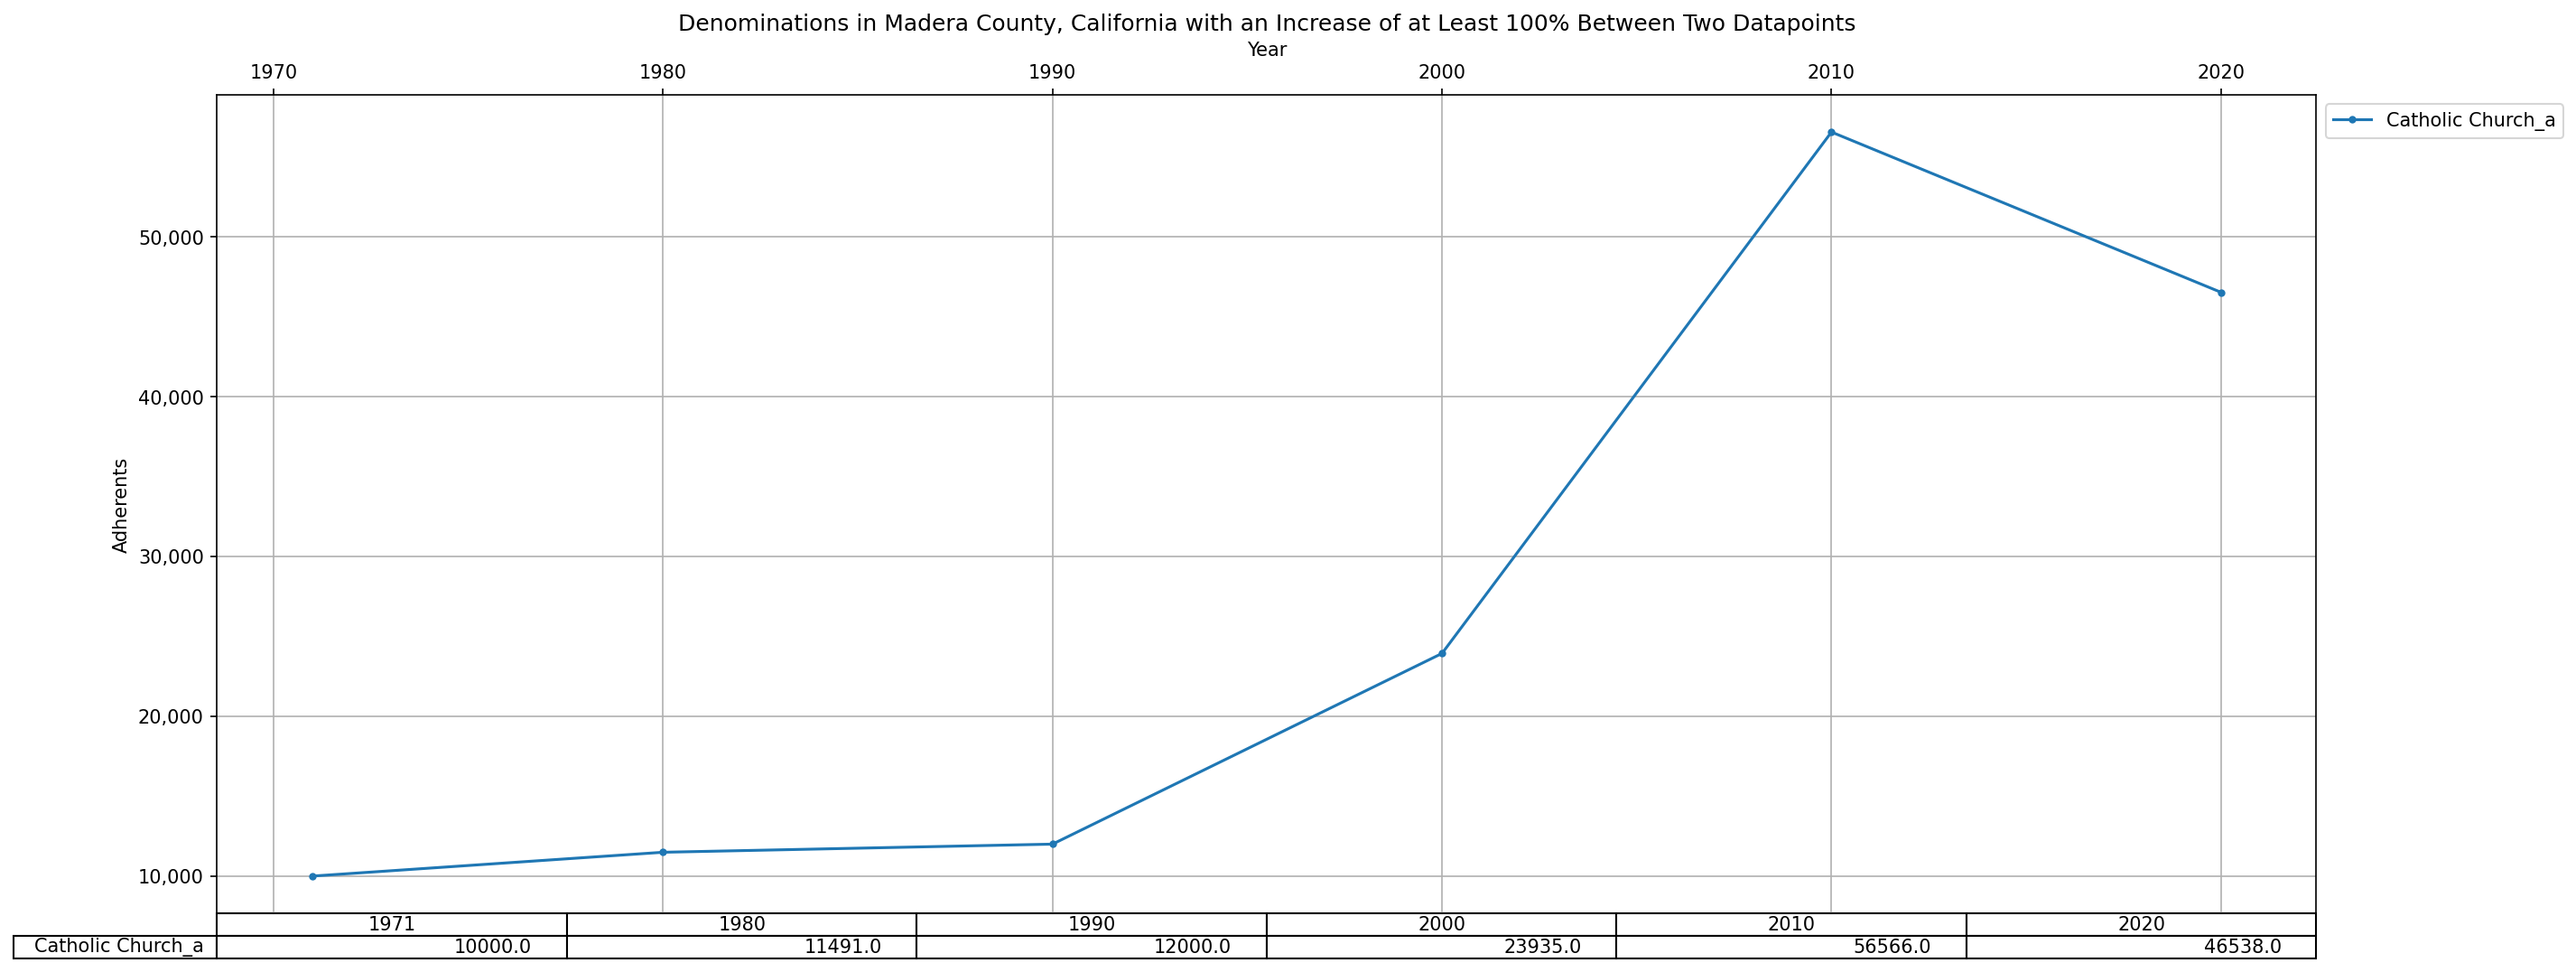 Denominations in Madera County, California with an Increase of at Least 100% Between Two Datapoints
Year
1970 1980 1990 2000 2010 2020
Catholic Church_a
50,000
40,000
30,000
20,000
10,000
Adherents
1971 1980 1990 2000 2010 2020
Catholic Church_a 10000.0 11491.0 12000.0 23935.0 56566.0 46538.0